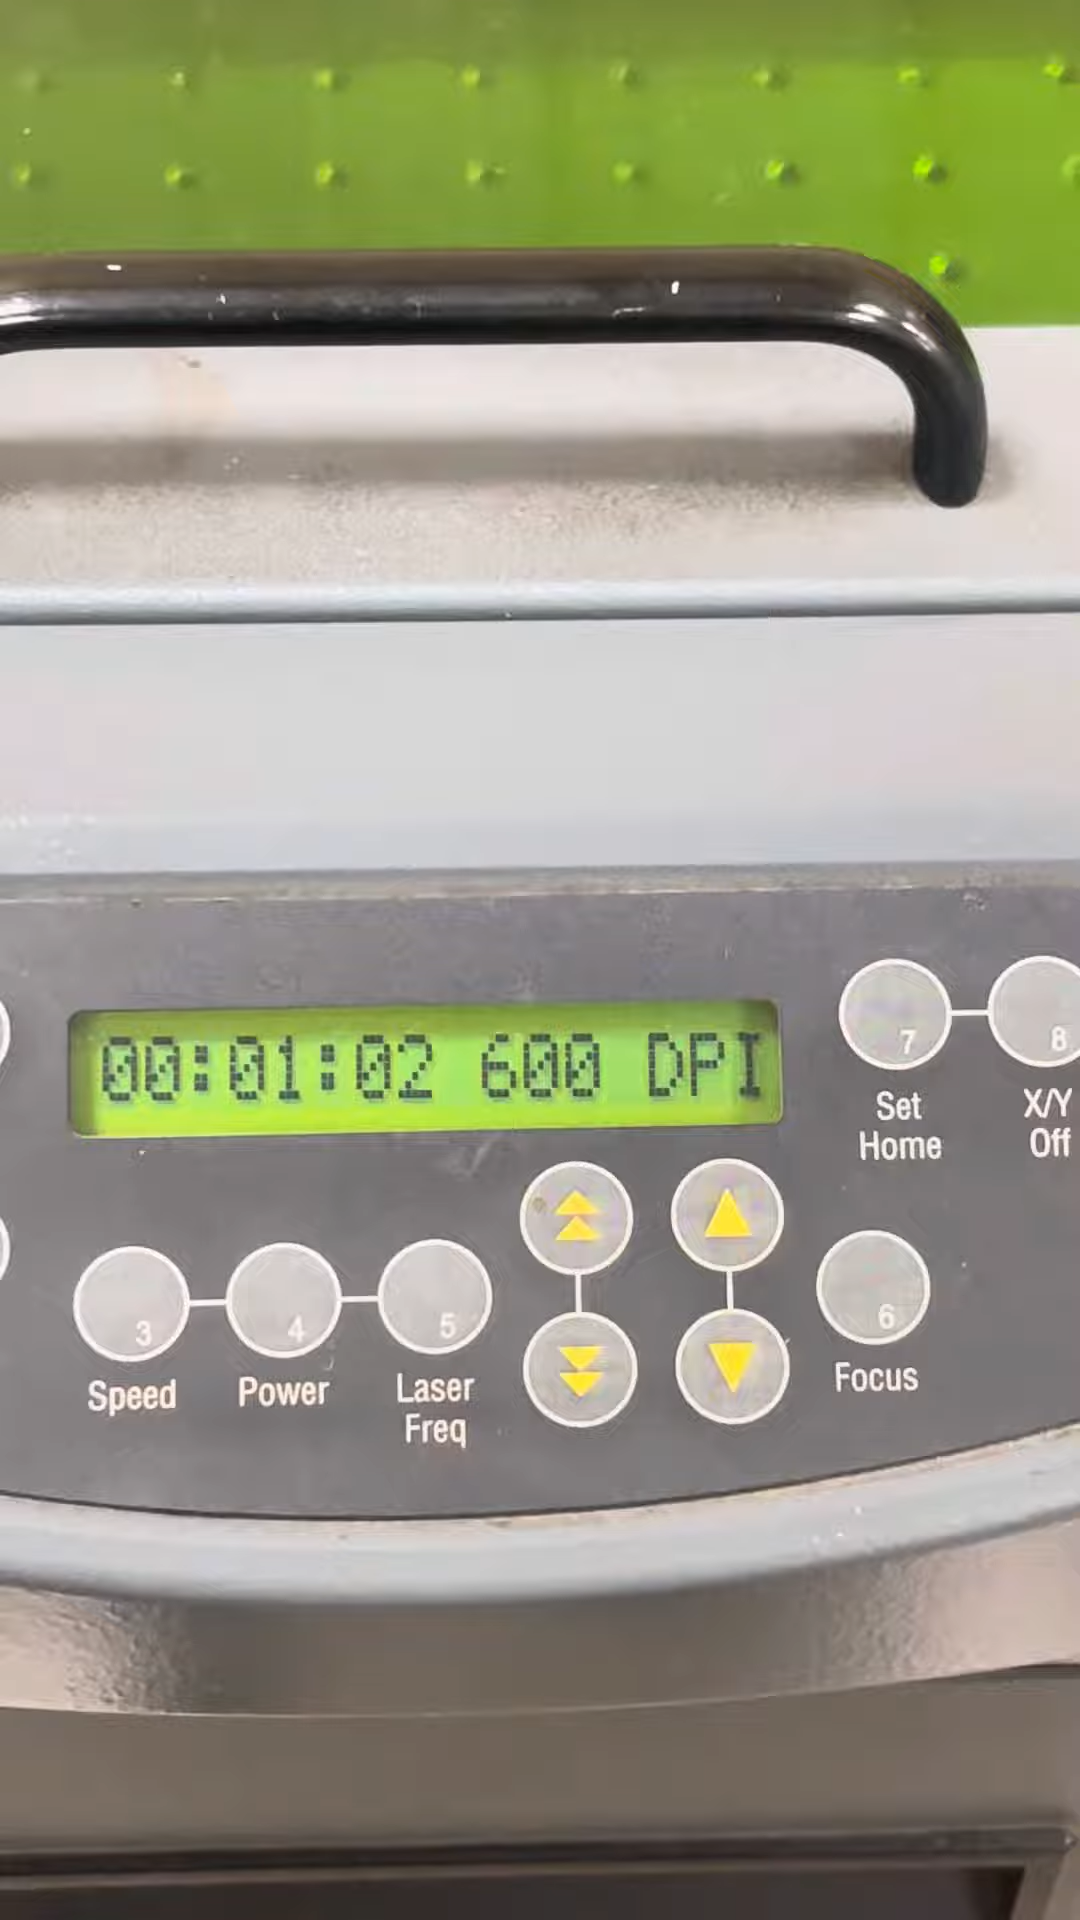 00:01:02 600 DPI
7
Set
Home
8
X/Y
Off
3
Speed
4
Power
5
Laser
Freq
6
Focus